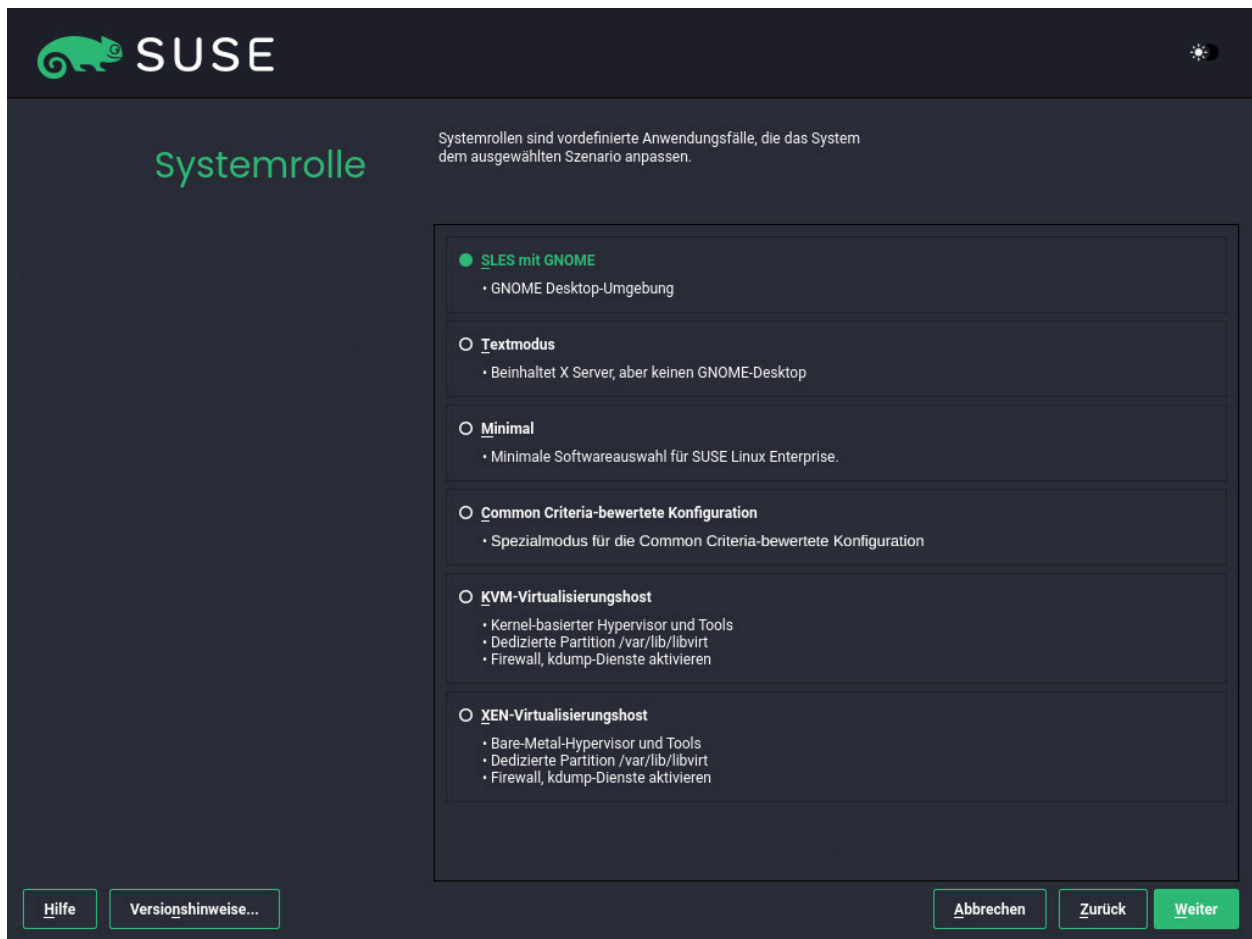 SUSE
Systemrolle
Systemrollen sind vordefinierte Anwendungsfälle, die das System
dem ausgewählten Szenario anpassen.
SLES mit GNOME
• GNOME Desktop-Umgebung
Textmodus
• Beinhaltet X Server, aber keinen GNOME-Desktop
Minimal
• Minimale Softwareauswahl für SUSE Linux Enterprise.
Common Criteria-bewertete Konfiguration
• Spezialmodus für die Common Criteria-bewertete Konfiguration
KVM-Virtualisierungshost
• Kernel-basierter Hypervisor und Tools
• Dedizierte Partition /var/lib/libvirt
• Firewall, kdump-Dienste aktivieren
XEN-Virtualisierungshost
• Bare-Metal-Hypervisor und Tools
• Dedizierte Partition /var/lib/libvirt
• Firewall, kdump-Dienste aktivieren
Hilfe
Versionshinweise...
Abbrechen
Zurück
Weiter